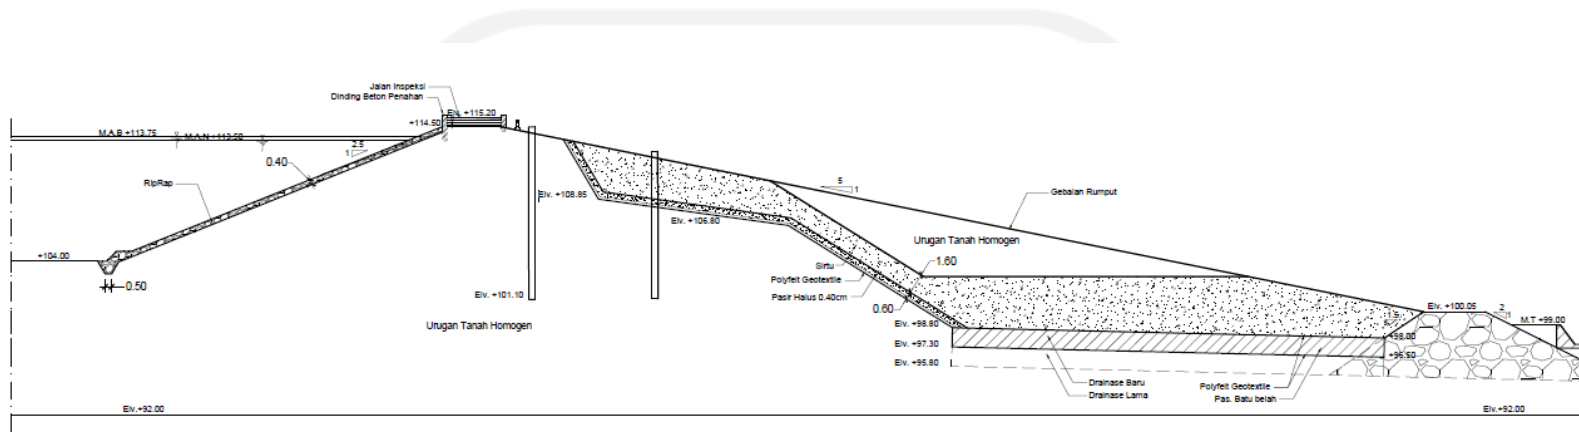 Jalan Inspeksi
Dinding Beton Penahan
Elv. +115.20
+114.50
M.A.B +113.75
M.A.N +113.50
2.5
1
0.40
RipRap
5
1
Elv. +108.85
Gebalan Rumput
Elv. +106.80
Urugan Tanah Homogen
+104.00
Sirtu
1.60
Polyfelt Geotextile
0.50
Elv. +101.10
Pasir Halus 0.40cm
0.60
Elv. +100.05
2
1
1.5
Urugan Tanah Homogen
Elv. +98.80
M.T +99.00
+98.00
Elv. +97.30
+96.50
Elv. +95.80
Drainase Baru
Polyfelt Geotextile
Drainase Lama
Pas. Batu belah
Elv.+92.00
Elv.+92.00